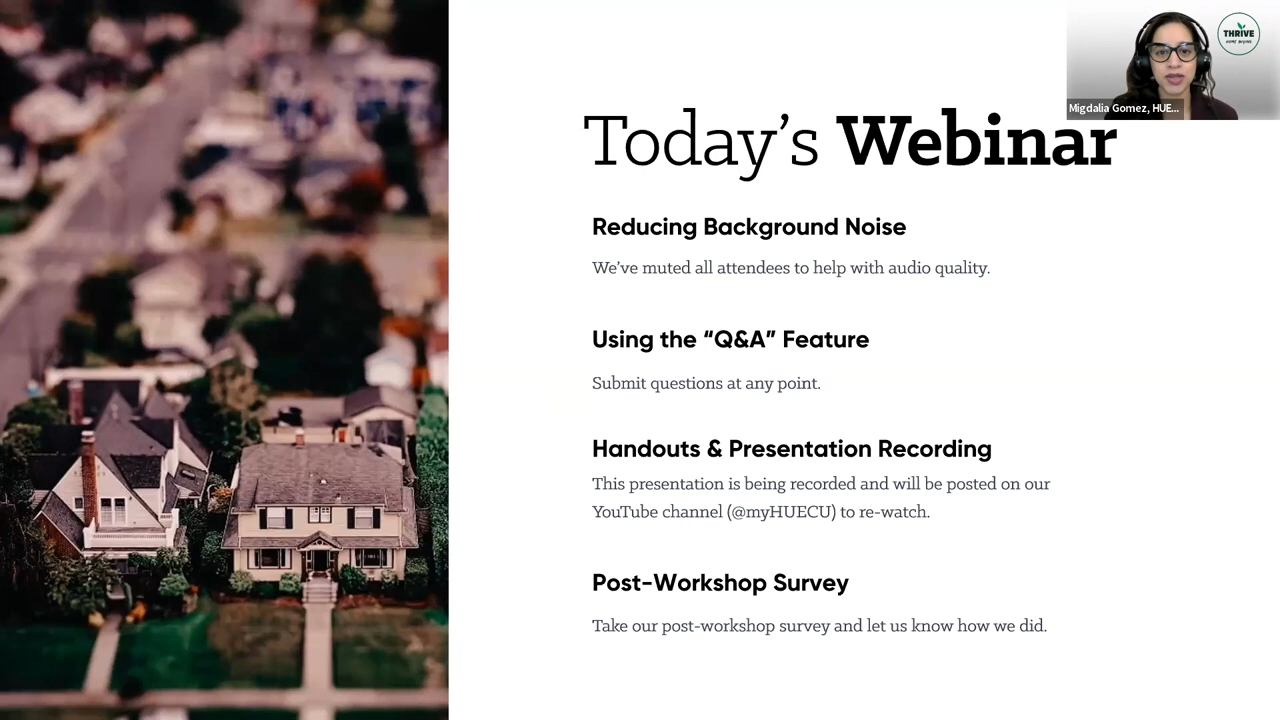 THRIVE
HOME BUYING
Migdalia Gomez, HUE...
Today’s Webinar
Reducing Background Noise
We’ve muted all attendees to help with audio quality.
Using the “Q&A” Feature
Submit questions at any point.
Handouts & Presentation Recording
This presentation is being recorded and will be posted on our
YouTube channel (@myHUECU) to re-watch.
Post-Workshop Survey
Take our post-workshop survey and let us know how we did.